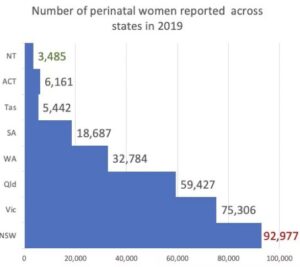 Number of perinatal women reported across
states in 2019
NT 3,485
ACT 6,161
Tas 5,442
SA 18,687
WA 32,784
Qld 59,427
Vic 75,306
NSW 92,977
0 20,000 40,000 60,000 80,000 100,000